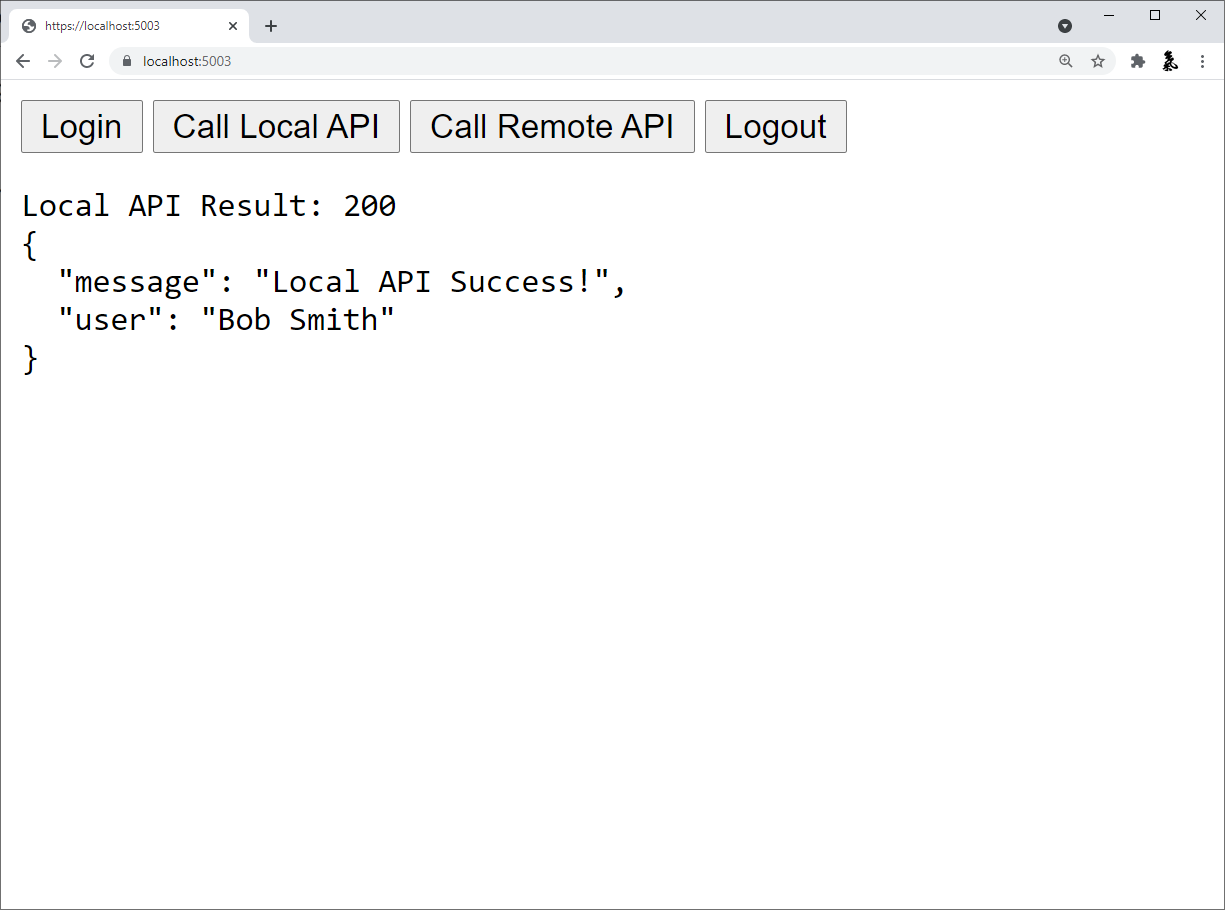 https://localhost:5003
localhost:5003
Login Call Local API Call Remote API Logout
Local API Result: 200
{
  "message": "Local API Success!",
  "user": "Bob Smith"
}